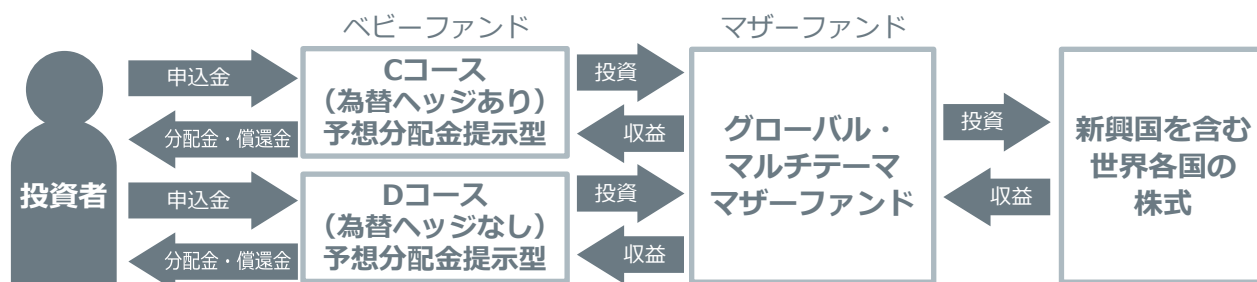 ベビーファンド
マザーファンド
投資者
申込金
分配金・償還金
Cコース
（為替ヘッジあり）
予想分配金提示型
投資
収益
申込金
分配金・償還金
Dコース
（為替ヘッジなし）
予想分配金提示型
投資
収益
グローバル・
マルチテーマ
マザーファンド
投資
収益
新興国を含む
世界各国の
株式